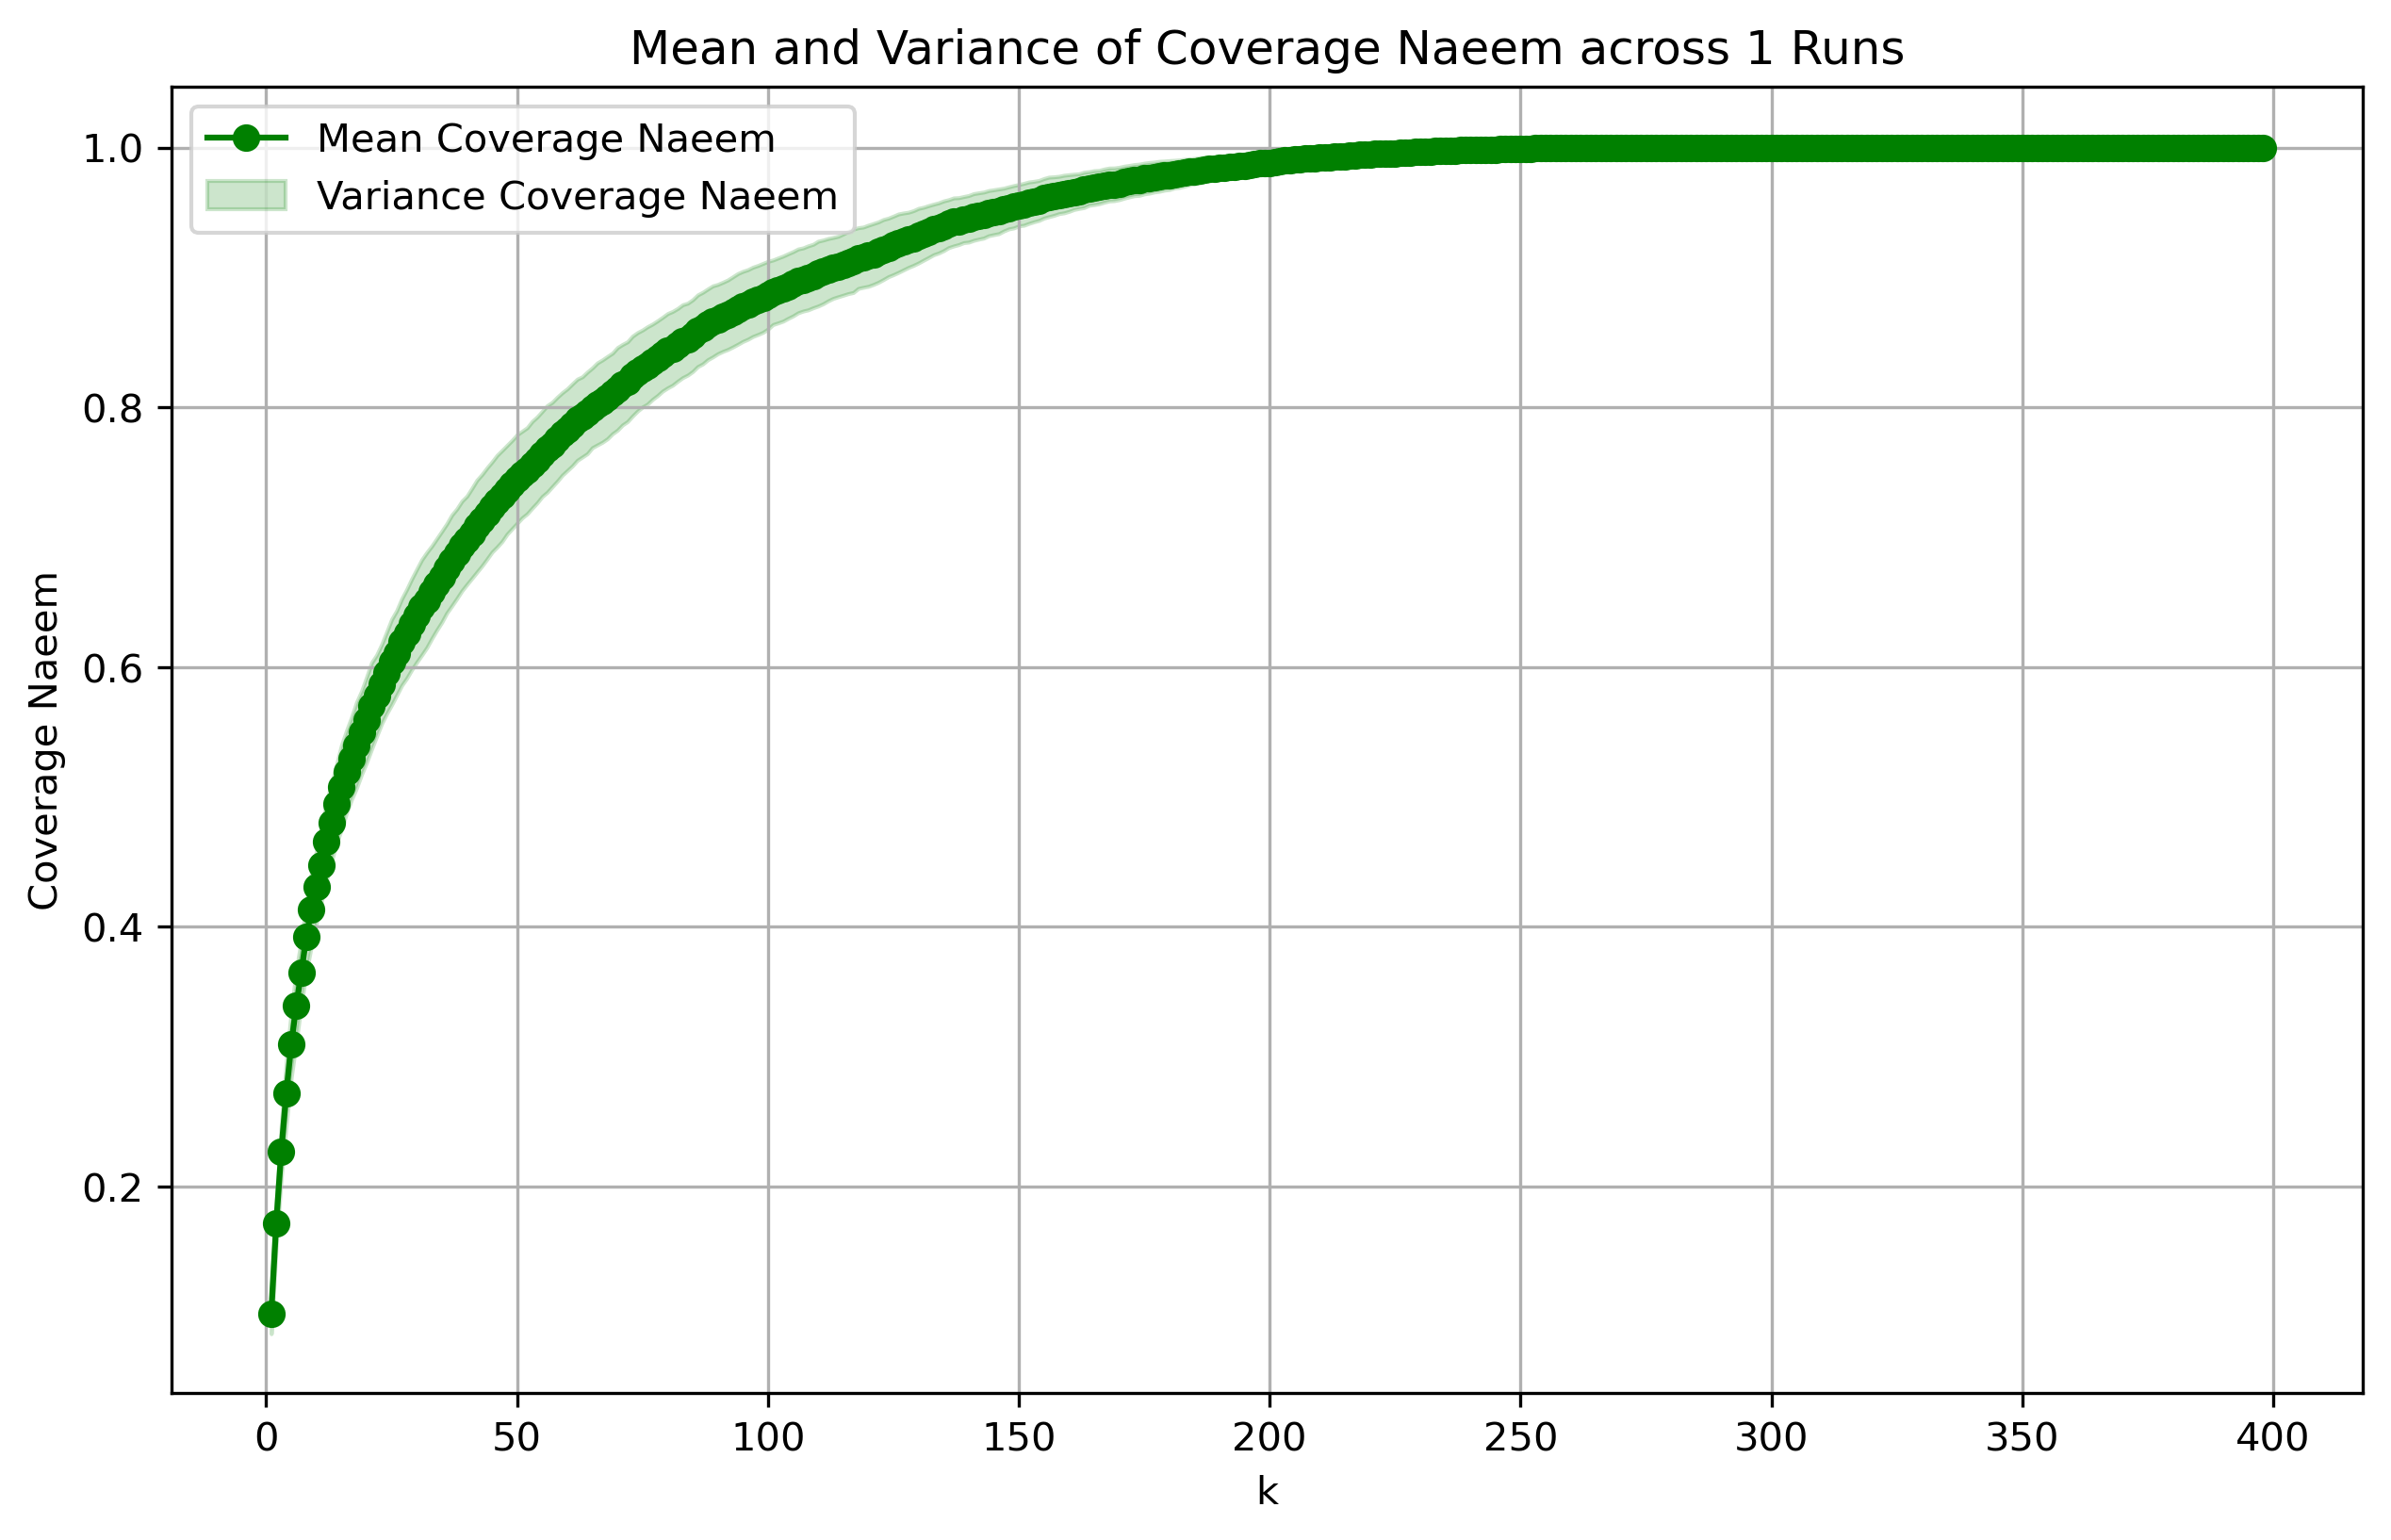 Mean and Variance of Coverage Naeem across 1 Runs
Mean Coverage Naeem
Variance Coverage Naeem
Coverage Naeem
1.0
0.8
0.6
0.4
0.2
0 50 100 150 200 250 300 350 400
k